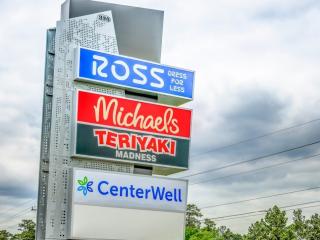 ROSS
DRESS FOR LESS
Michaels
TERIYAKI
MADNESS
CenterWell